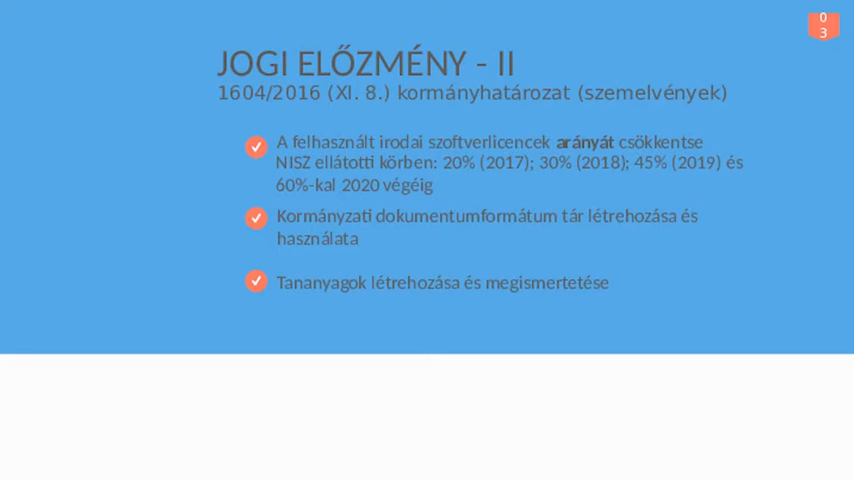 0
3
JOGI ELŐZMÉNY - II
1604/2016 (XI. 8.) kormányhatározat (szemelvények)
A felhasznált irodai szoftverlicencek arányát csökkentse
NISZ ellátotti körben: 20% (2017); 30% (2018); 45% (2019) és
60%-kal 2020 végéig
Kormányzati dokumentumformátum tár létrehozása és
használata
Tananyagok létrehozása és megismertetése